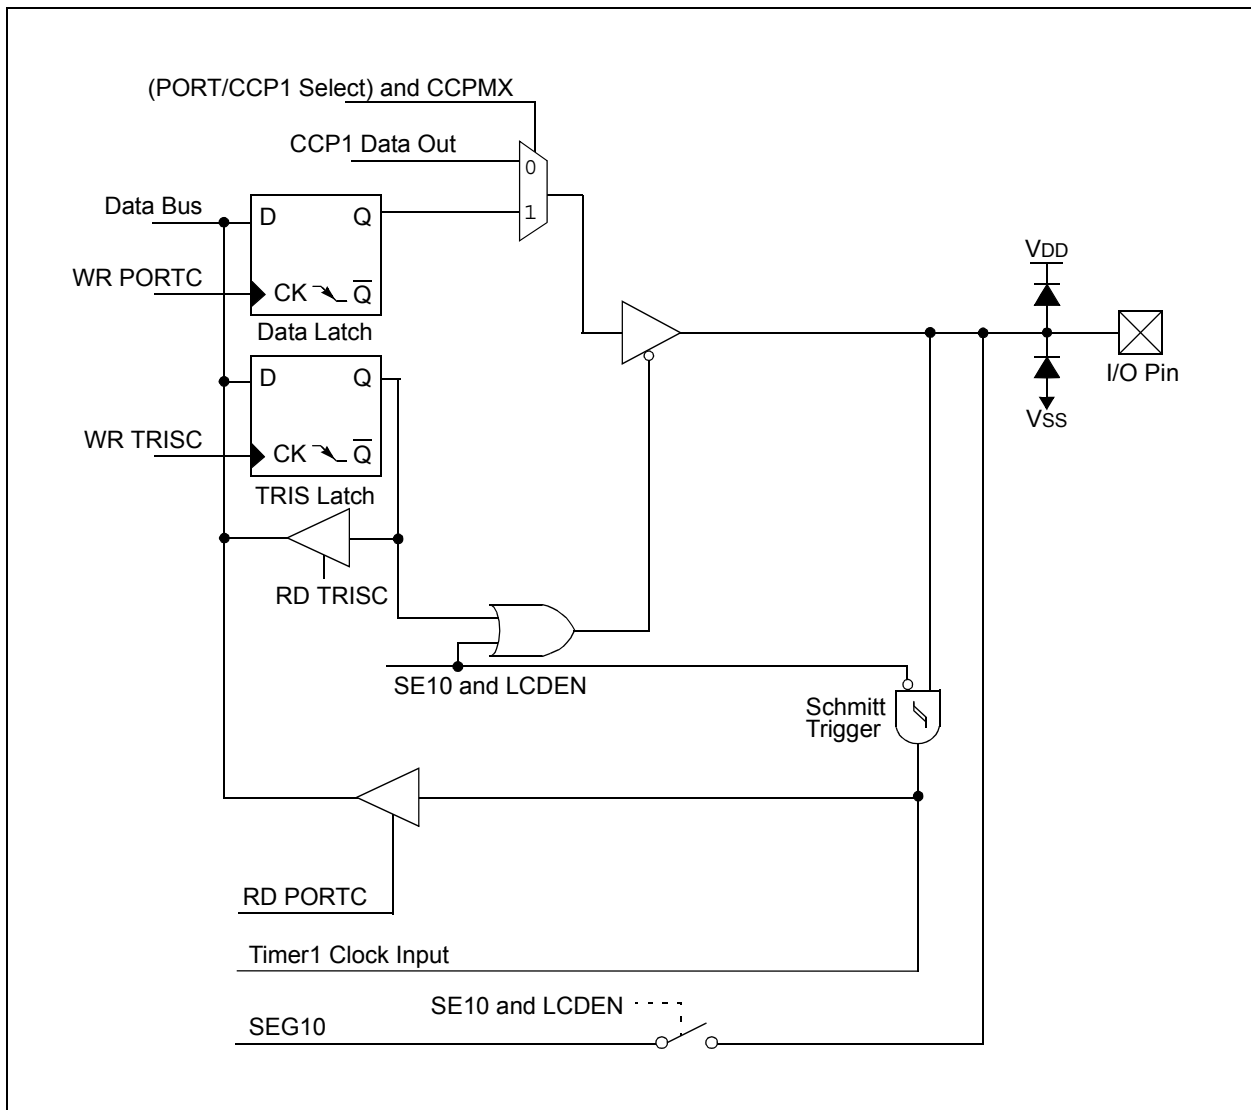 (PORT/CCP1 Select) and CCPMX
CCP1 Data Out
0
1
Data Bus
D
Q
WR PORTC
CK
Q
Data Latch
VDD
VSS
I/O Pin
D
Q
WR TRISC
CK
Q
TRIS Latch
RD TRISC
SE10 and LCDEN
Schmitt
Trigger
RD PORTC
Timer1 Clock Input
SE10 and LCDEN
SEG10